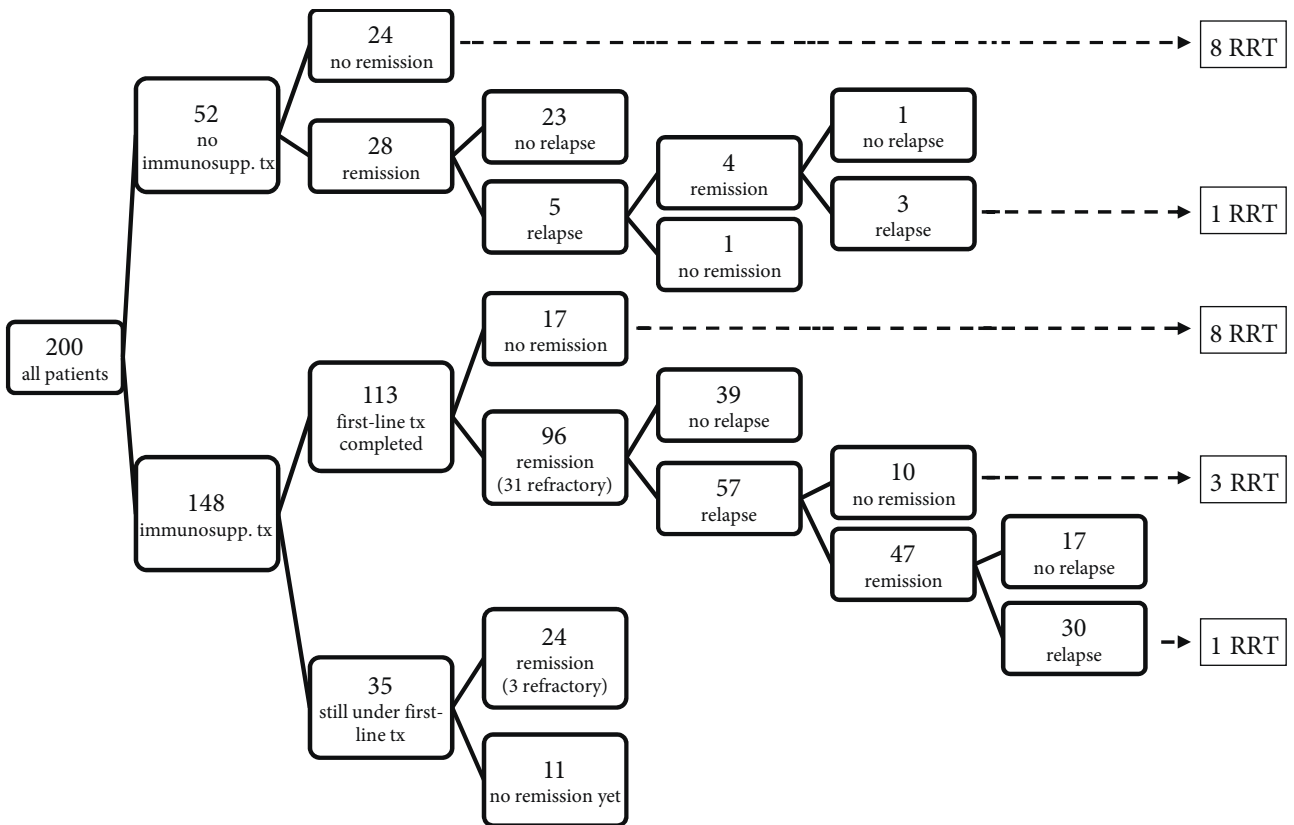 24
no remission
8 RRT
52
no
immunosupp. tx
28
remission
23
no relapse
5
relapse
4
remission
1
no remission
1
no relapse
3
relapse
1 RRT
200
all patients
17
no remission
8 RRT
113
first-line tx
completed
96
remission
(31 refractory)
39
no relapse
57
relapse
10
no remission
3 RRT
47
remission
17
no relapse
30
relapse
1 RRT
148
immunosupp. tx
35
still under first-
line tx
24
remission
(3 refractory)
11
no remission yet